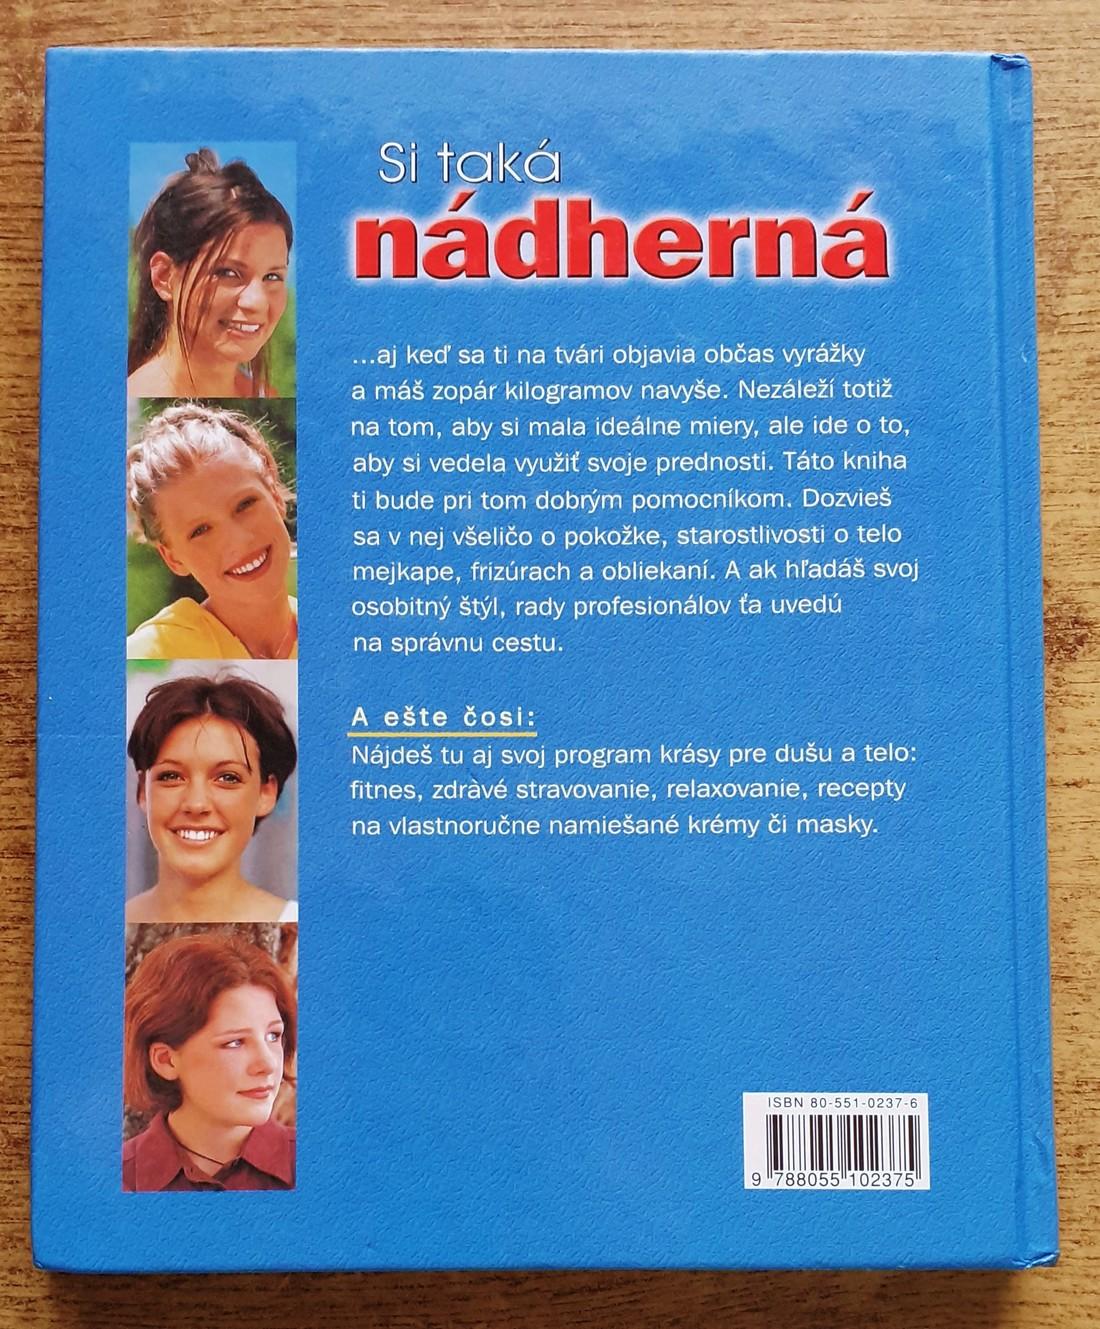 Si taká
nádherná
...aj keď sa ti na tvári objavia občas vyrážky
a máš zopár kilogramov navyše. Nezáleží totiž
na tom, aby si mala ideálne miery, ale ide o to,
aby si vedela využiť svoje prednosti. Táto kniha
ti bude pri tom dobrým pomocníkom. Dozvieš
sa v nej všeličo o pokožke, starostlivosti o telo
mejkape, frizúrach a obliekaní. A ak hľadáš svoj
osobitný štýl, rady profesionálov ťa uvedú
na správnu cestu.
A ešte čosi:
Nájdeš tu aj svoj program krásy pre dušu a telo:
fitnes, zdràvé stravovanie, relaxovanie, recepty
na vlastnoručne namiešané krémy či masky.
ISBN 80-551-0237-6
9 788055 102375